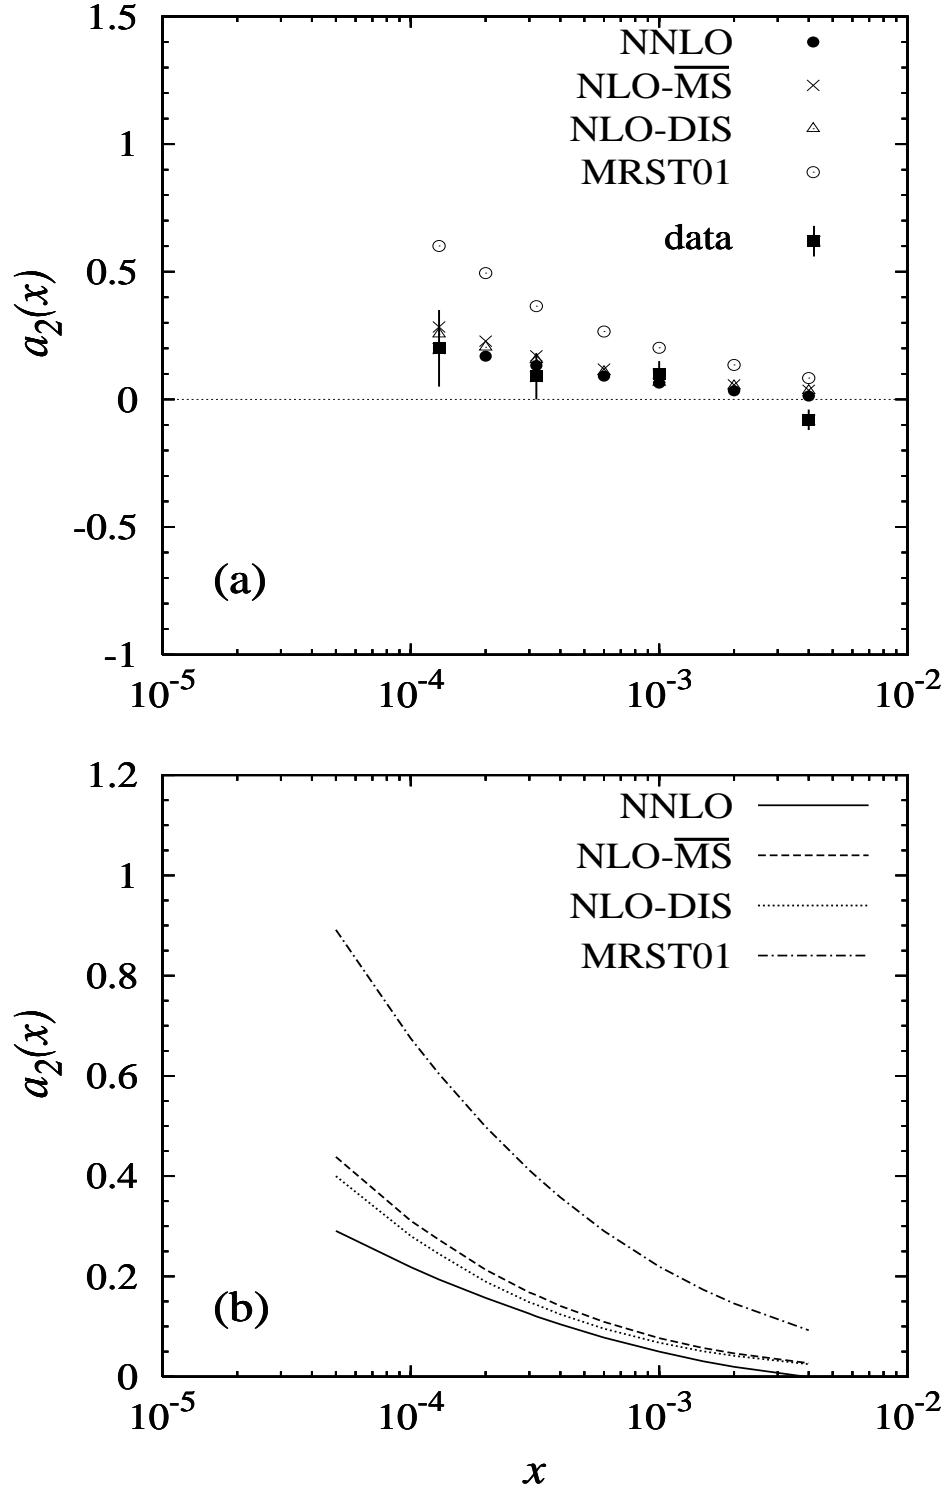 1.5
NNLO
NLO-M̅S̅
1
NLO-DIS
MRST01
data
0.5
a₂(x)
0
-0.5
(a)
-1
10⁻⁵ 10⁻⁴ 10⁻³ 10⁻²
1.2
NNLO
NLO-M̅S̅
1
NLO-DIS
MRST01
0.8
a₂(x)
0.6
0.4
0.2
(b)
0
10⁻⁵ 10⁻⁴ 10⁻³ 10⁻²
x